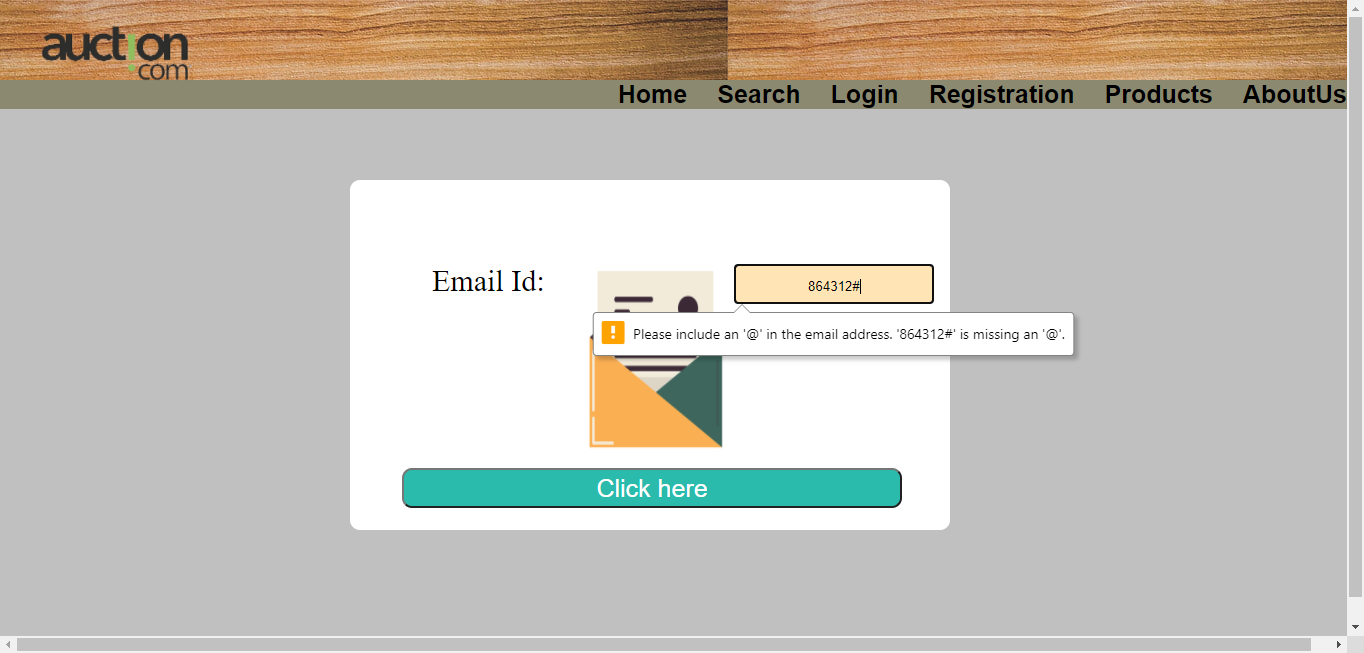 auction
.com
Home Search Login Registration Products AboutUs
Email Id:
864312#
Please include an '@' in the email address. '864312#' is missing an '@'.
Click here